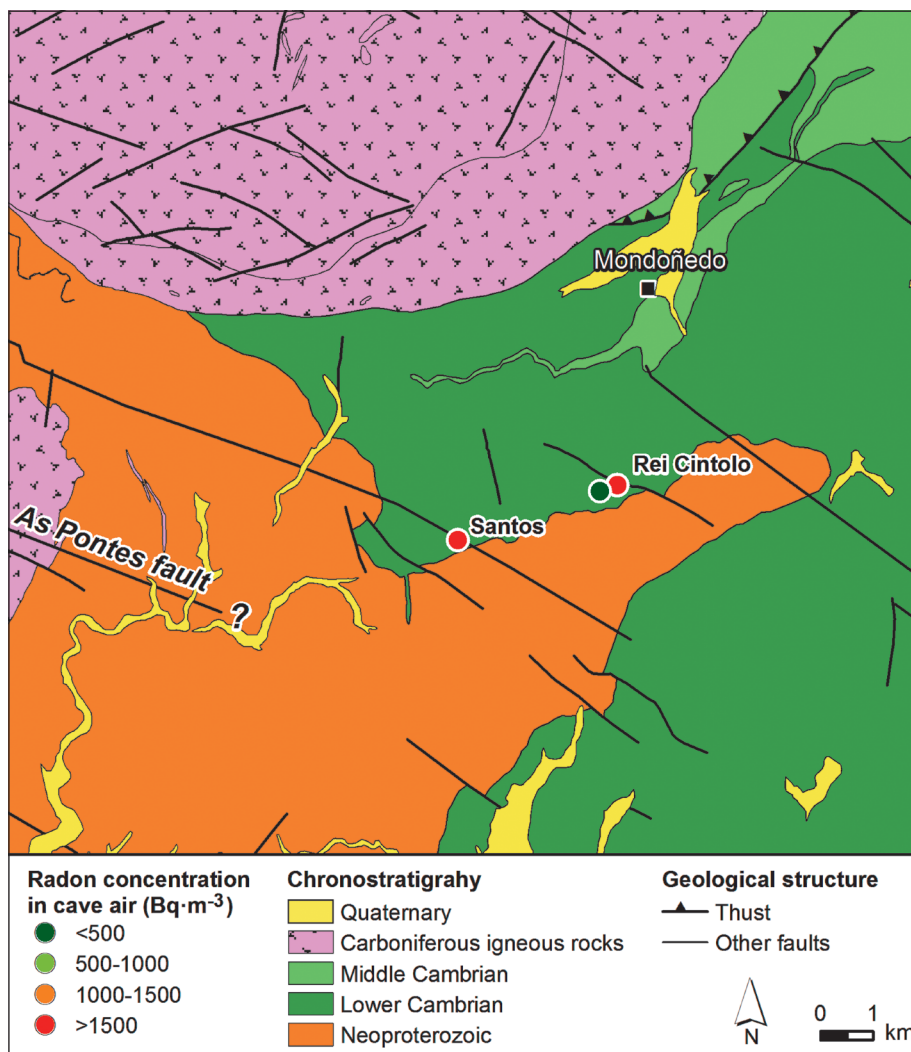 Mondoñedo
Rei Cintolo
Santos
As Pontes fault
?
Radon concentration
in cave air (Bq·m⁻³)
<500
500-1000
1000-1500
>1500
Chronostratigrahy
Quaternary
Carboniferous igneous rocks
Middle Cambrian
Lower Cambrian
Neoproterozoic
Geological structure
Thust
Other faults
N
0 1
km